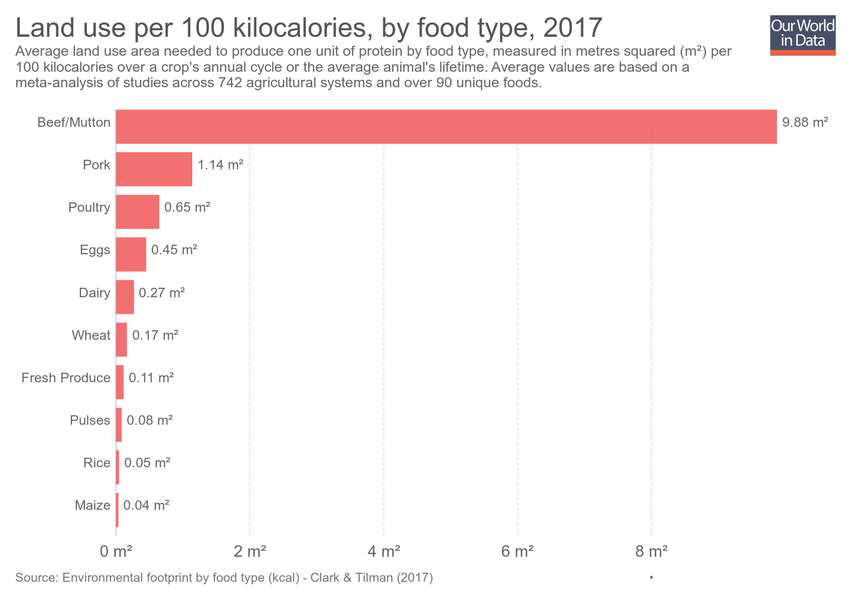 Land use per 100 kilocalories, by food type, 2017
Our World
in Data
Average land use area needed to produce one unit of protein by food type, measured in metres squared (m²) per
100 kilocalories over a crop's annual cycle or the average animal's lifetime. Average values are based on a
meta-analysis of studies across 742 agricultural systems and over 90 unique foods.
Beef/Mutton 9.88 m²
Pork 1.14 m²
Poultry 0.65 m²
Eggs 0.45 m²
Dairy 0.27 m²
Wheat 0.17 m²
Fresh Produce 0.11 m²
Pulses 0.08 m²
Rice 0.05 m²
Maize 0.04 m²
0 m² 2 m² 4 m² 6 m² 8 m²
Source: Environmental footprint by food type (kcal) - Clark & Tilman (2017) •